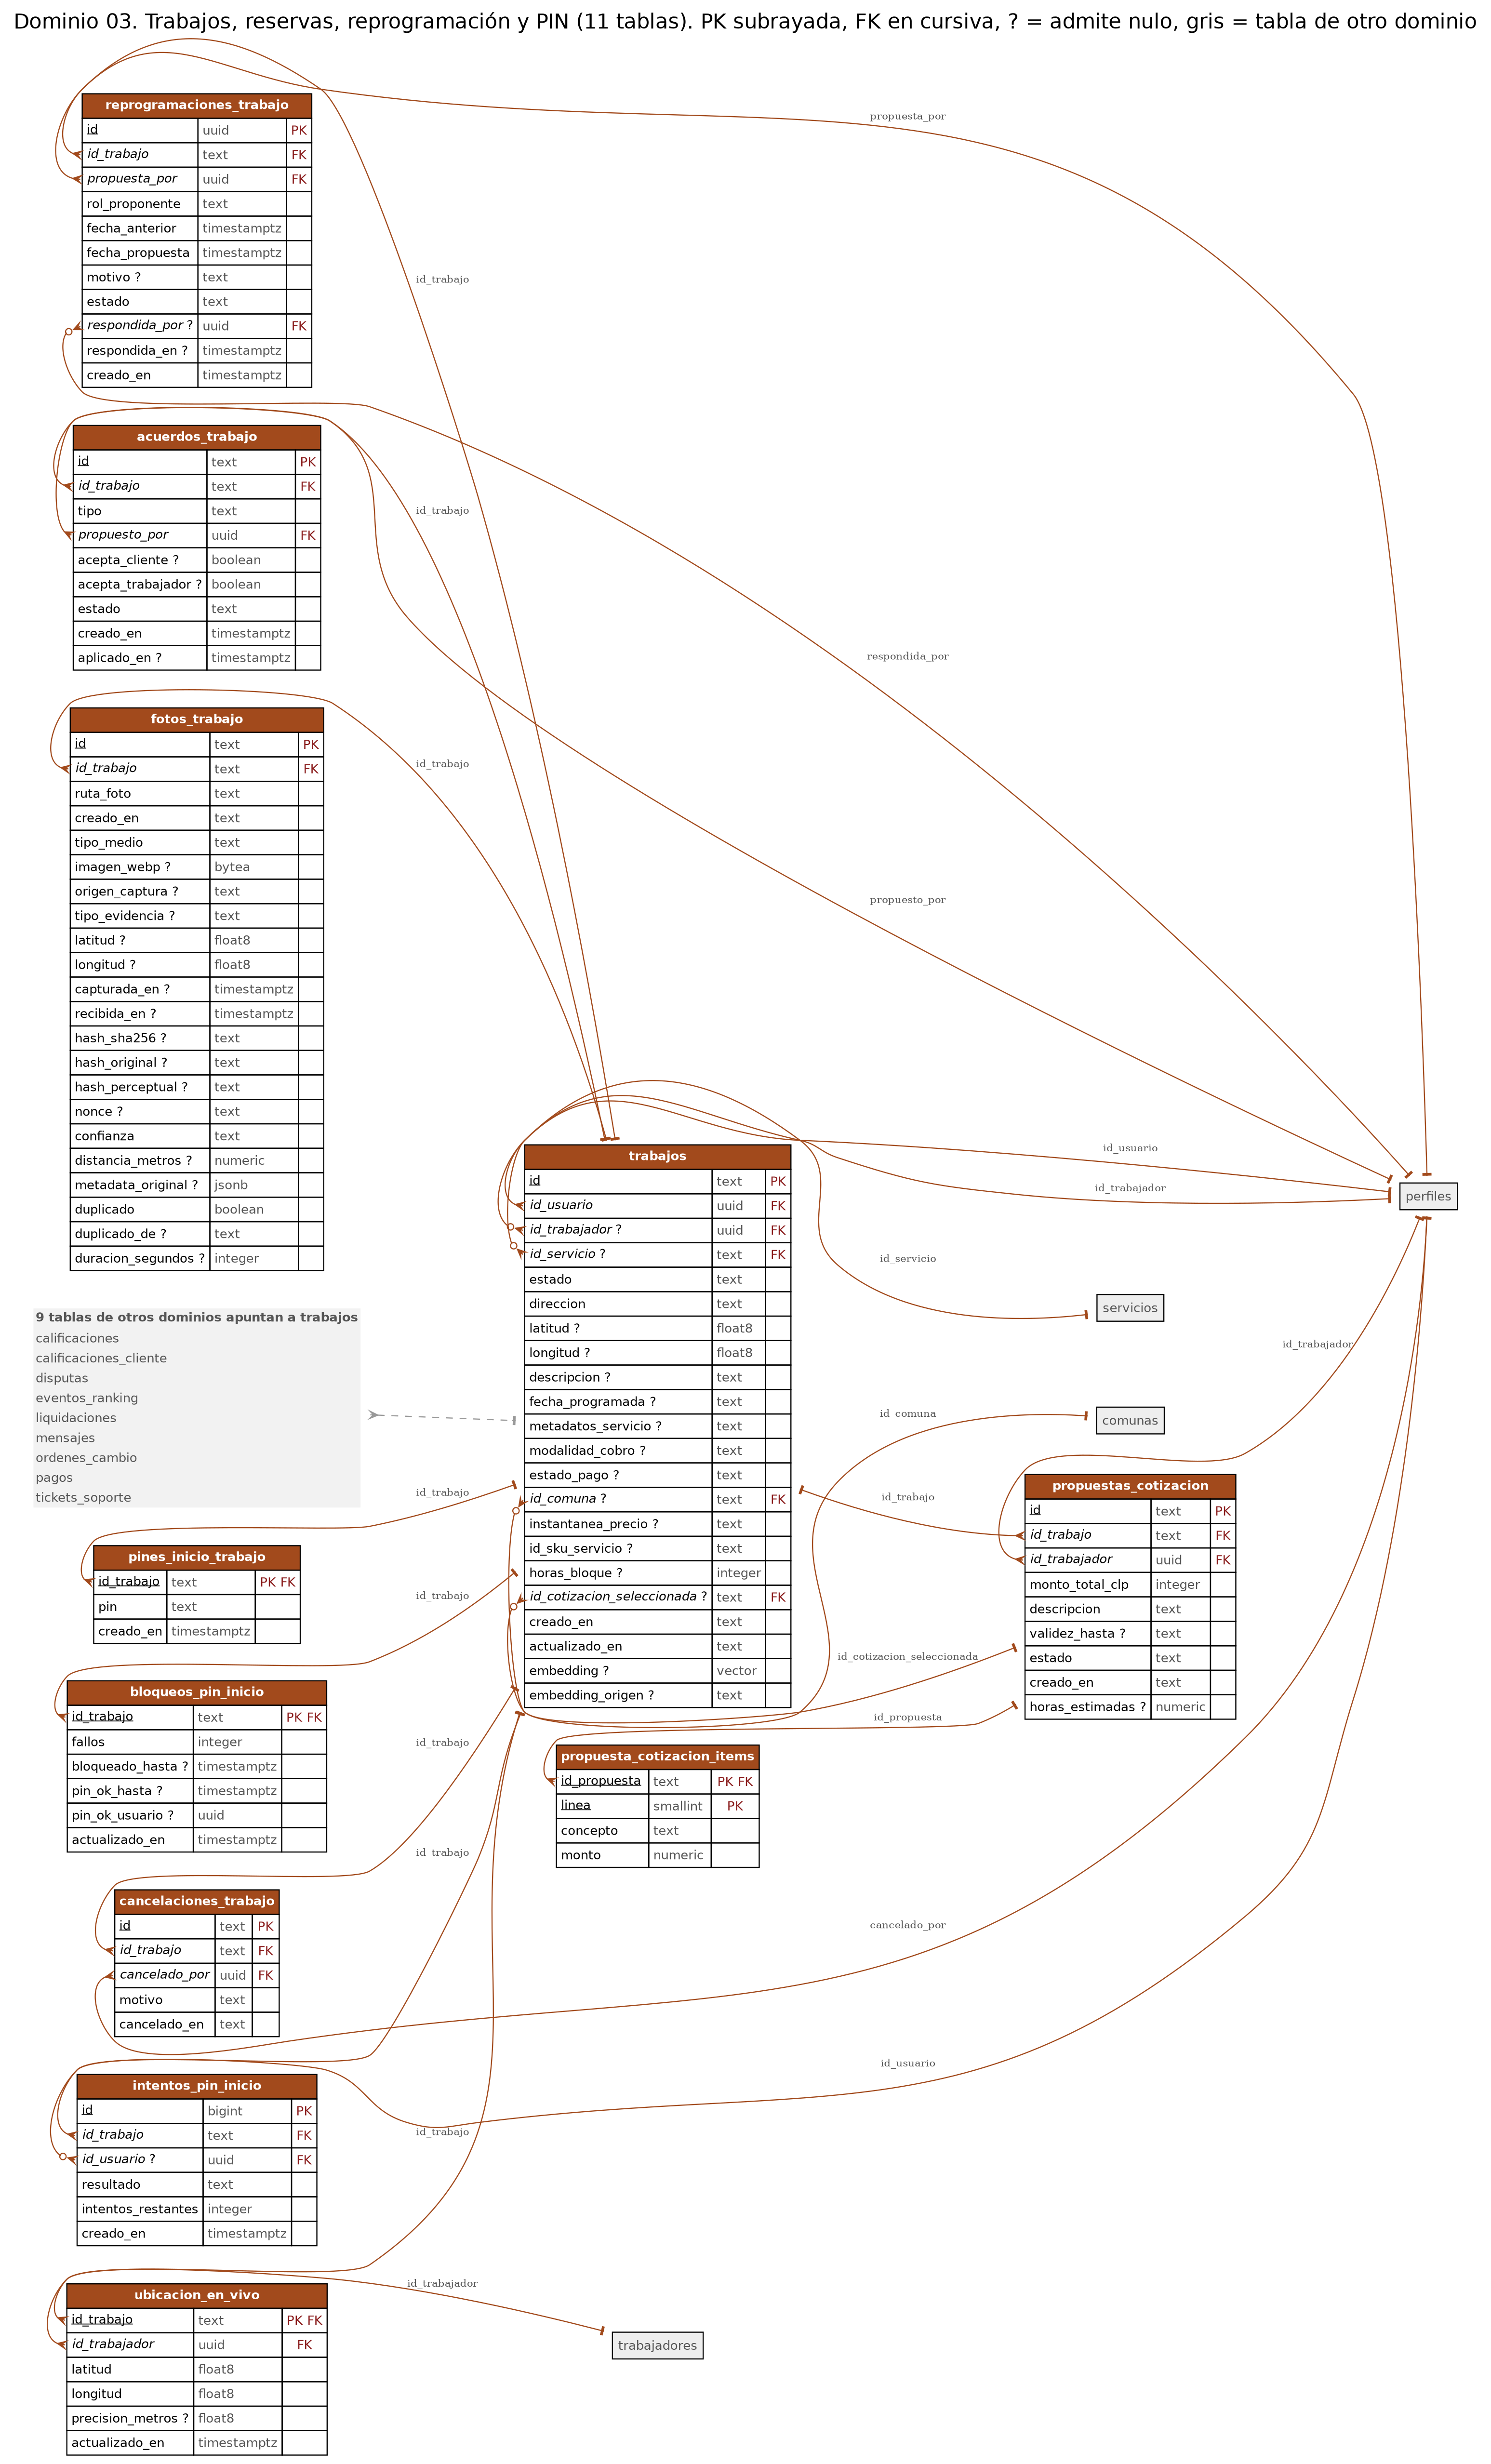 Dominio 03. Trabajos, reservas, reprogramación y PIN (11 tablas). PK subrayada, FK en cursiva, ? = admite nulo, gris = tabla de otro dominio
reprogramaciones_trabajo
id uuid PK
id_trabajo text FK
propuesta_por uuid FK
rol_proponente text
fecha_anterior timestamptz
fecha_propuesta timestamptz
motivo ? text
estado text
respondida_por ? uuid FK
respondida_en ? timestamptz
creado_en timestamptz
propuesta_por
id_trabajo
acuerdos_trabajo
id text PK
id_trabajo text FK
tipo text
propuesto_por uuid FK
acepta_cliente ? boolean
acepta_trabajador ? boolean
estado text
creado_en timestamptz
aplicado_en ? timestamptz
id_trabajo
respondida_por
fotos_trabajo
id text PK
id_trabajo text FK
ruta_foto text
creado_en text
tipo_medio text
imagen_webp ? bytea
origen_captura ? text
tipo_evidencia ? text
latitud ? float8
longitud ? float8
capturada_en ? timestamptz
recibida_en ? timestamptz
hash_sha256 ? text
hash_original ? text
hash_perceptual ? text
nonce ? text
confianza text
distancia_metros ? numeric
metadata_original ? jsonb
duplicado boolean
duplicado_de ? text
duracion_segundos ? integer
id_trabajo
propuesto_por
trabajos
id text PK
id_usuario uuid FK
id_trabajador ? uuid FK
id_servicio ? text FK
estado text
direccion text
latitud ? float8
longitud ? float8
descripcion ? text
fecha_programada ? text
metadatos_servicio ? text
modalidad_cobro ? text
estado_pago ? text
id_comuna ? text FK
instantanea_precio ? text
id_sku_servicio ? text
horas_bloque ? integer
id_cotizacion_seleccionada ? text FK
creado_en text
actualizado_en text
embedding ? vector
embedding_origen ? text
id_usuario
id_trabajador
perfiles
id_servicio
servicios
id_trabajador
id_comuna
comunas
9 tablas de otros dominios apuntan a trabajos
calificaciones
calificaciones_cliente
disputas
eventos_ranking
liquidaciones
mensajes
ordenes_cambio
pagos
tickets_soporte
propuestas_cotizacion
id text PK
id_trabajo text FK
id_trabajador uuid FK
monto_total_clp integer
descripcion text
validez_hasta ? text
estado text
creado_en text
horas_estimadas ? numeric
id_trabajo
id_trabajo
pines_inicio_trabajo
id_trabajo text PK FK
pin text
creado_en timestamptz
id_trabajo
id_cotizacion_seleccionada
id_propuesta
bloqueos_pin_inicio
id_trabajo text PK FK
fallos integer
bloqueado_hasta ? timestamptz
pin_ok_hasta ? timestamptz
pin_ok_usuario ? uuid
actualizado_en timestamptz
id_trabajo
propuesta_cotizacion_items
id_propuesta text PK FK
linea smallint PK
concepto text
monto numeric
id_trabajo
cancelaciones_trabajo
id text PK
id_trabajo text FK
cancelado_por uuid FK
motivo text
cancelado_en text
cancelado_por
id_usuario
intentos_pin_inicio
id bigint PK
id_trabajo text FK
id_usuario ? uuid FK
resultado text
intentos_restantes integer
creado_en timestamptz
id_trabajo
id_trabajador
ubicacion_en_vivo
id_trabajo text PK FK
id_trabajador uuid FK
latitud float8
longitud float8
precision_metros ? float8
actualizado_en timestamptz
trabajadores